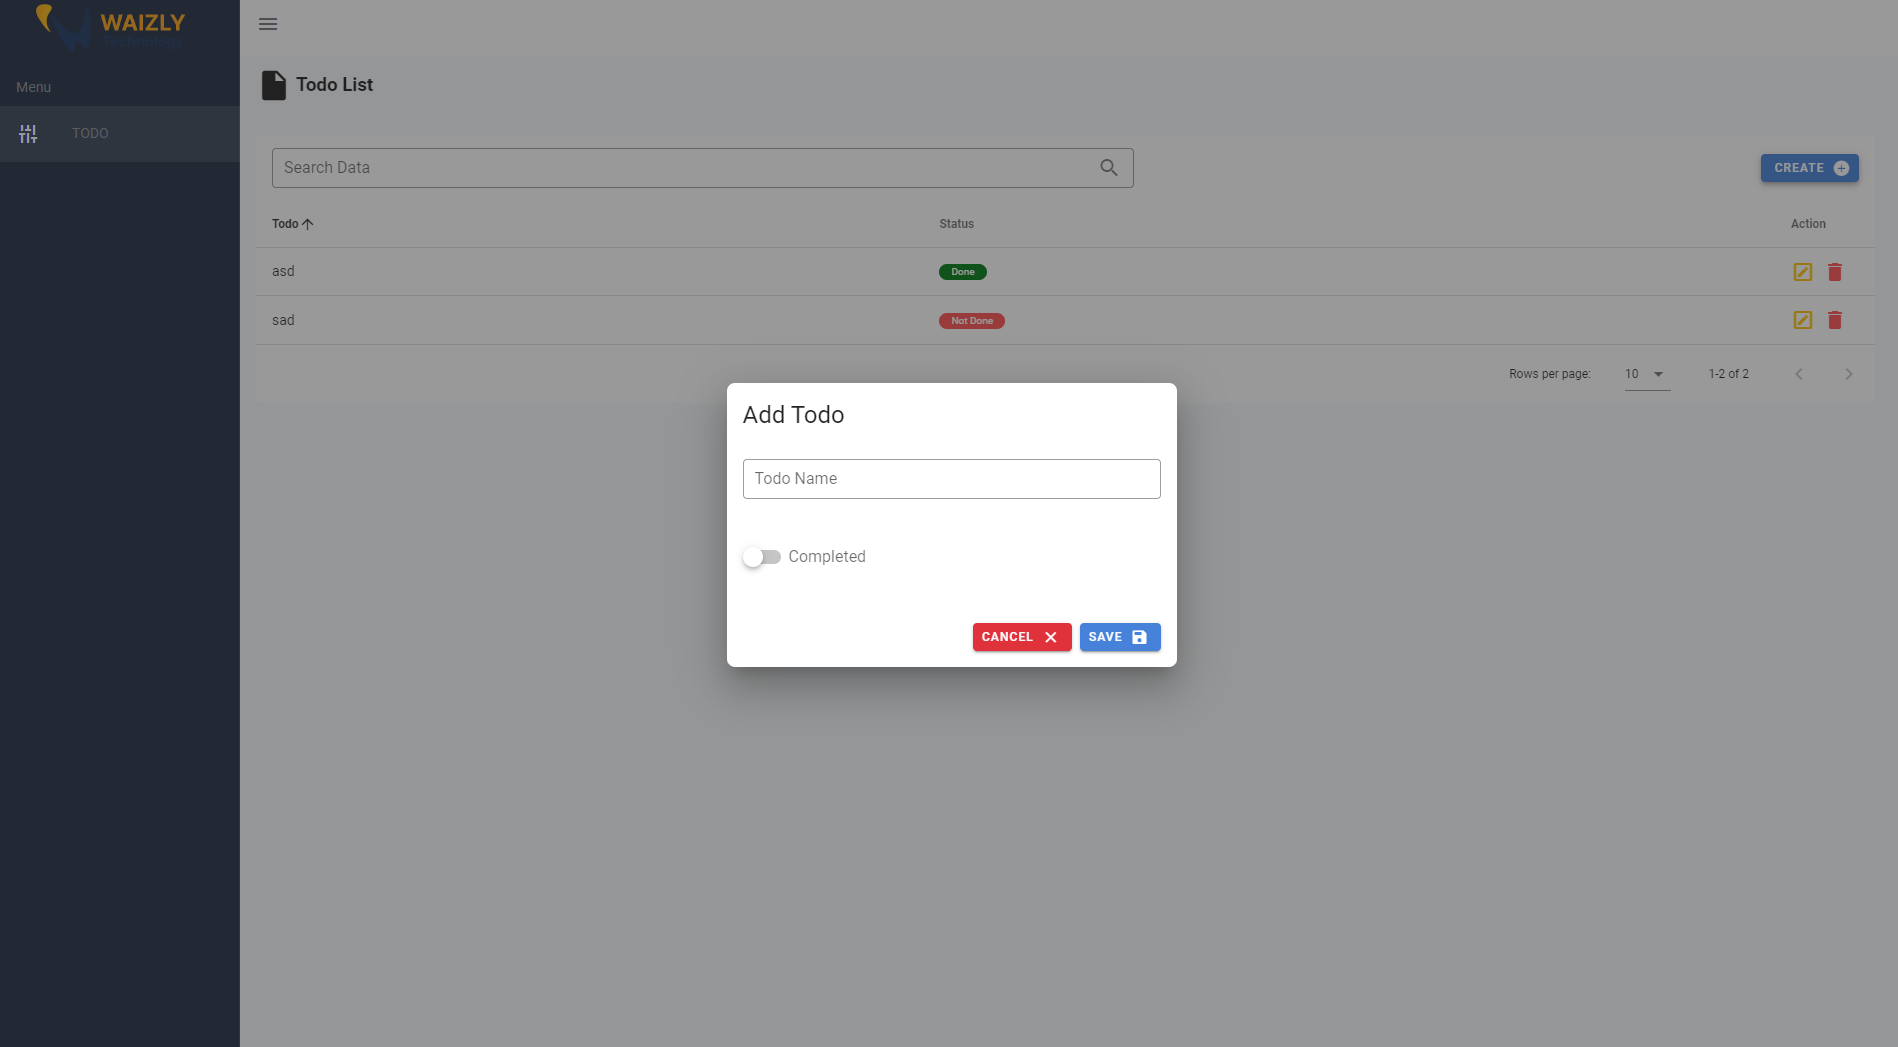 WAIZLY
Technology
Menu
TODO
Todo List
Search Data
CREATE
Todo Status Action
asd Done
sad Not Done
Rows per page: 10 1-2 of 2
Add Todo
Todo Name
Completed
CANCEL SAVE